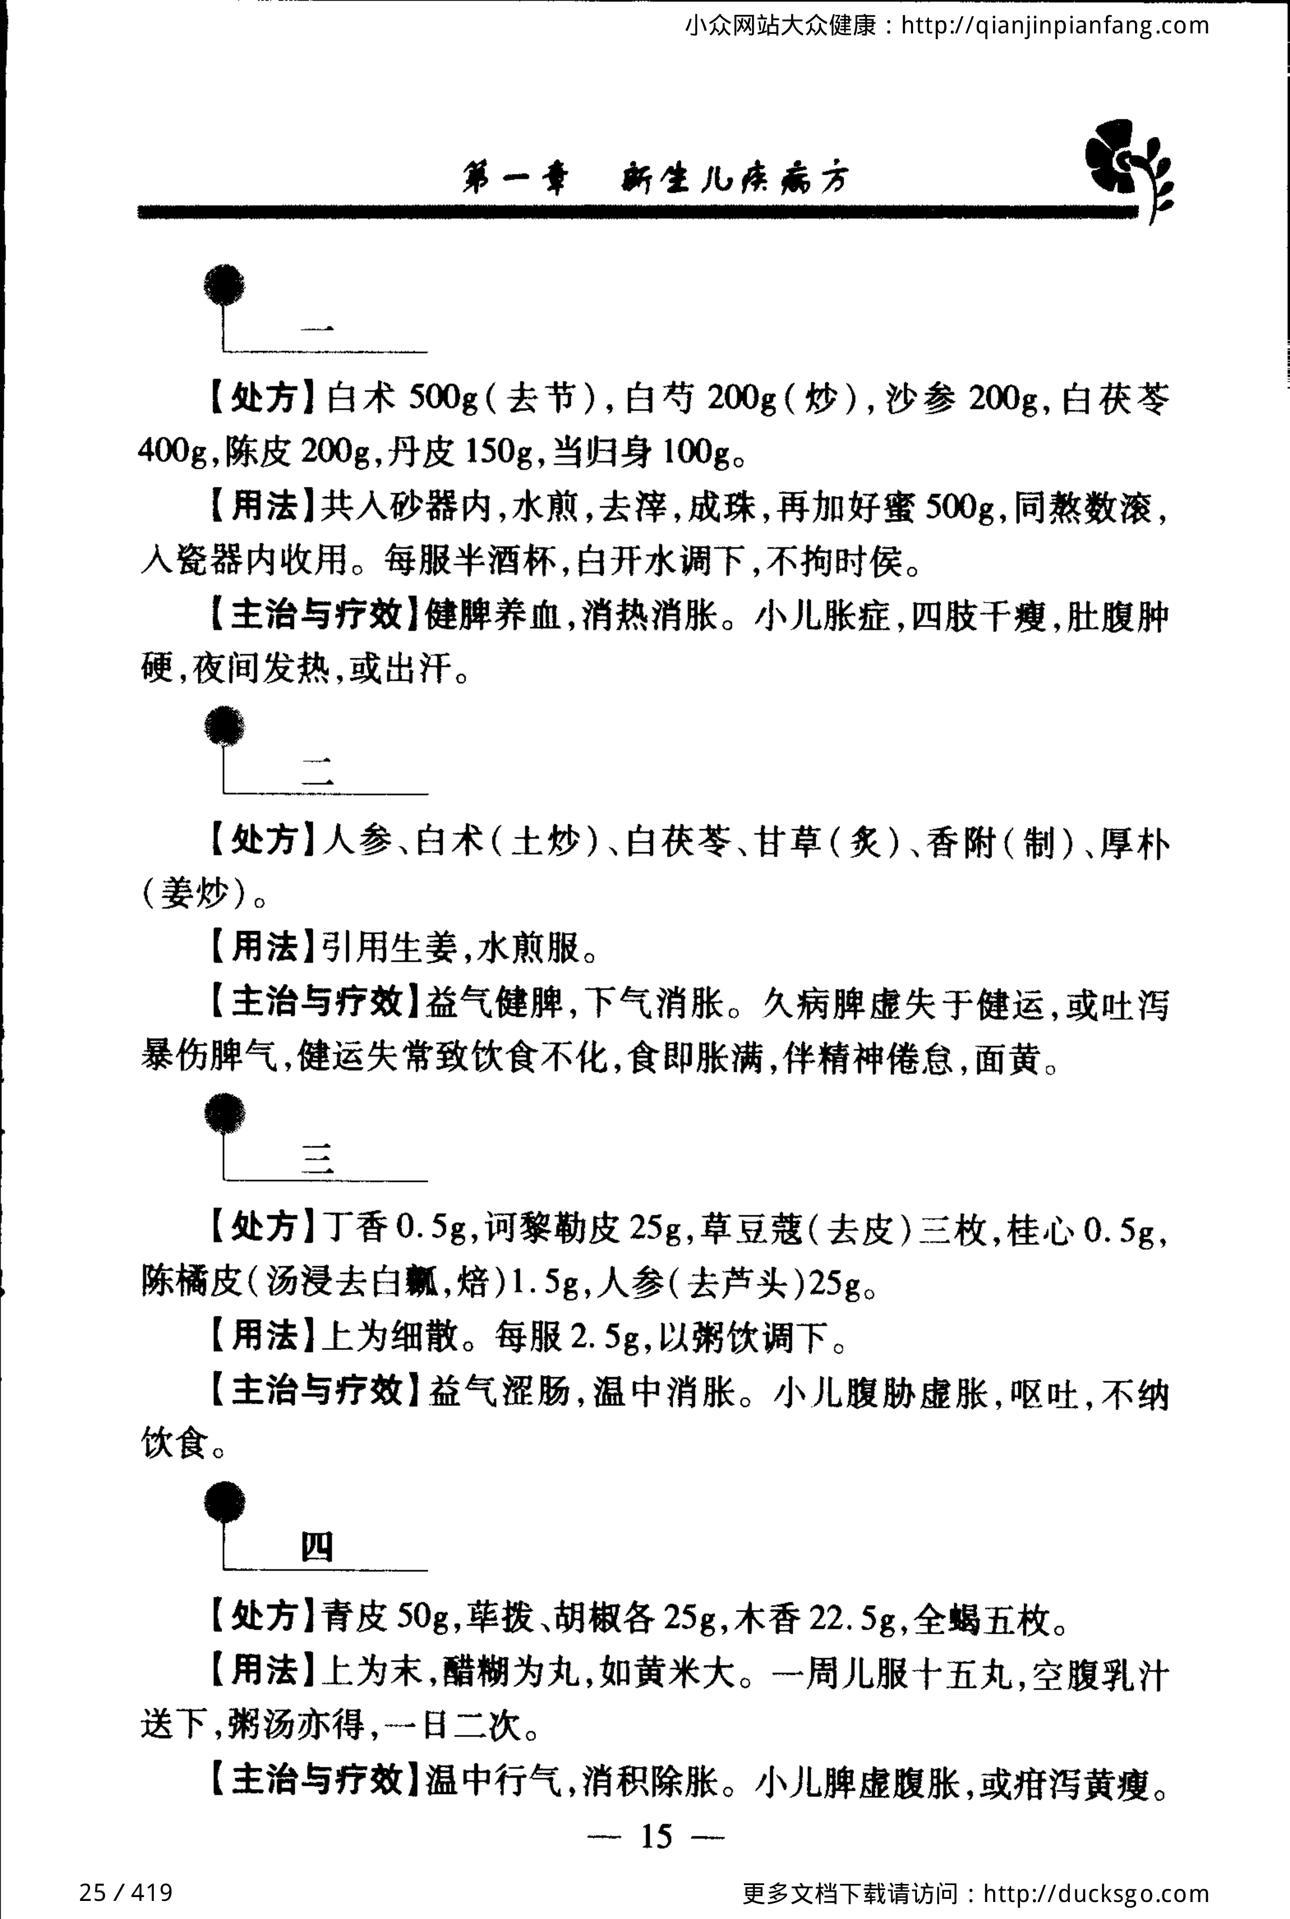 小众网站大众健康：http://qianjinpianfang.com
第一章 新生儿疾病方
一
【处方】白术 500g(去节),白芍 200g(炒),沙参 200g,白茯苓
400g,陈皮 200g,丹皮 150g,当归身 100g。
【用法】共入砂器内,水煎,去滓,成珠,再加好蜜 500g,同熬数滚,
入瓷器内收用。每服半酒杯,白开水调下,不拘时侯。
【主治与疗效】健脾养血,消热消胀。小儿胀症,四肢干瘦,肚腹肿
硬,夜间发热,或出汗。
二
【处方】人参、白术(土炒)、白茯苓、甘草(炙)、香附(制)、厚朴
(姜炒)。
【用法】引用生姜,水煎服。
【主治与疗效】益气健脾,下气消胀。久病脾虚失于健运,或吐泻
暴伤脾气,健运失常致饮食不化,食即胀满,伴精神倦怠,面黄。
三
【处方】丁香 0.5g,诃黎勒皮 25g,草豆蔻(去皮)三枚,桂心 0.5g,
陈橘皮(汤浸去白瓤,焙)1.5g,人参(去芦头)25g。
【用法】上为细散。每服 2.5g,以粥饮调下。
【主治与疗效】益气涩肠,温中消胀。小儿腹胁虚胀,呕吐,不纳
饮食。
四
【处方】青皮 50g,荜拨、胡椒各 25g,木香 22.5g,全蝎五枚。
【用法】上为末,醋糊为丸,如黄米大。一周儿服十五丸,空腹乳汁
送下,粥汤亦得,一日二次。
【主治与疗效】温中行气,消积除胀。小儿脾虚腹胀,或疳泻黄瘦。
— 15 —
25 / 419
更多文档下载请访问：http://ducksgo.com